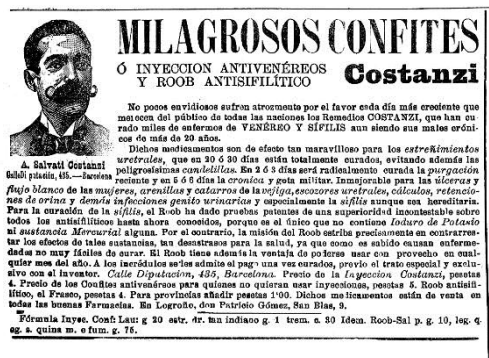 MILAGROSOS CONFITES
Ó INYECCION ANTIVENÉREOS
Y ROOB ANTISIFILÍTICO
Costanzi
A. Salvati Costanzi
435.—Barcelona
No pocos envidiosos sufren atrozmente por el favor cada día más creciente que
merecen del público de todas las naciones los Remedios COSTANZI, que han cu-
rado miles de enfermos de VENÉREO Y SÍFILIS aun siendo sus males cróni-
cos de más de 20 años.
Dichos medicamentos son de efecto tan maravilloso para los estreñimientos
uretrales, que en 20 ó 30 días están totalmente curados, evitando además las
peligrosísimas candelillas. En 2 ó 3 días será radicalmente curada la purgación
reciente y en 5 ó 6 días la cronica y gota militar. Inmejorable para las úlceras y
flujo blanco de las mujeres, arenillas y catarros de la vejiga, escozores uretrales, cálculos, retencio-
nes de orina y demás infecciones genito urinarias y especialmente la sífilis aunque sea hereditaria.
Para la curación de la sífilis, el Roob ha dado pruebas patentes de una superioridad incontestable sobre
todos los antisifilíticos hasta ahora conocidos, porque es el único que no contiene Ioduro de Potasio
ni sustancia Mercurial alguna. Por el contrario, la misión del Roob estriba precisamente en contrarres-
tar los efectos de tales sustancias, tan desastrosos para la salud, ya que como es sabido causan enferme-
dades no muy fáciles de curar. El Roob tiene además la ventaja de poderse usar con provecho en cual-
quier mes del año. A los incrédulos se les admite el pago una vez curados, previo el trato especial y exclusi-
vo con el inventor. Calle Diputacion, 435, Barcelona. Precio de la Inyeccion Costanzi, pesetas
4. Precio de los Confites antivenéreos para quienes no quieran usar inyecciones, pesetas 5. Roob antisifi-
lítico, el Frasco, pesetas 4. Para provincias añadir pesetas 1'00. Dichos medicamentos están de venta en
todas las buenas Farmacias. En Logroño, don Patricio Gómez, San Blas, 9.
Fórmula Inyec. Conf: Lau: g 20 estr. dr. tan indiano g. 1 trem. c. 30 Idem. Roob-Sal p. g. 10, leg. q.
eg. s. quina m. e fum. g. 75.